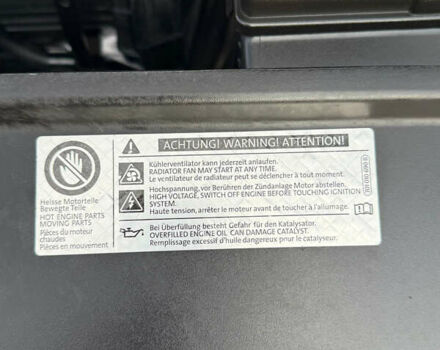 ACHTUNG! WARNING! ATTENTION!
Kühlerventilator kann jederzeit anlaufen.
RADIATOR FAN MAY START AT ANY TIME.
Le ventilateur de radiateur peut se déclencher à tout moment.
Hochspannung, vor Berühren der Zündanlage Motor abstellen.
HIGH VOLTAGE, SWITCH OFF ENGINE BEFORE TOUCHING IGNITION
SYSTEM.
Haute tension, arrêter le moteur avant de toucher à l'allumage.
Bei Überfüllung besteht Gefahr für den Katalysator.
OVERFILLED ENGINE OIL CAN DAMAGE CATALYST.
Remplissage excessif d'huile dangereux pour le catalyseur.
Heisse Motorteile
Bewegte Teile
HOT ENGINE PARTS
MOVING PARTS
Pièces du moteur
chaudes
Pièces en mouvement